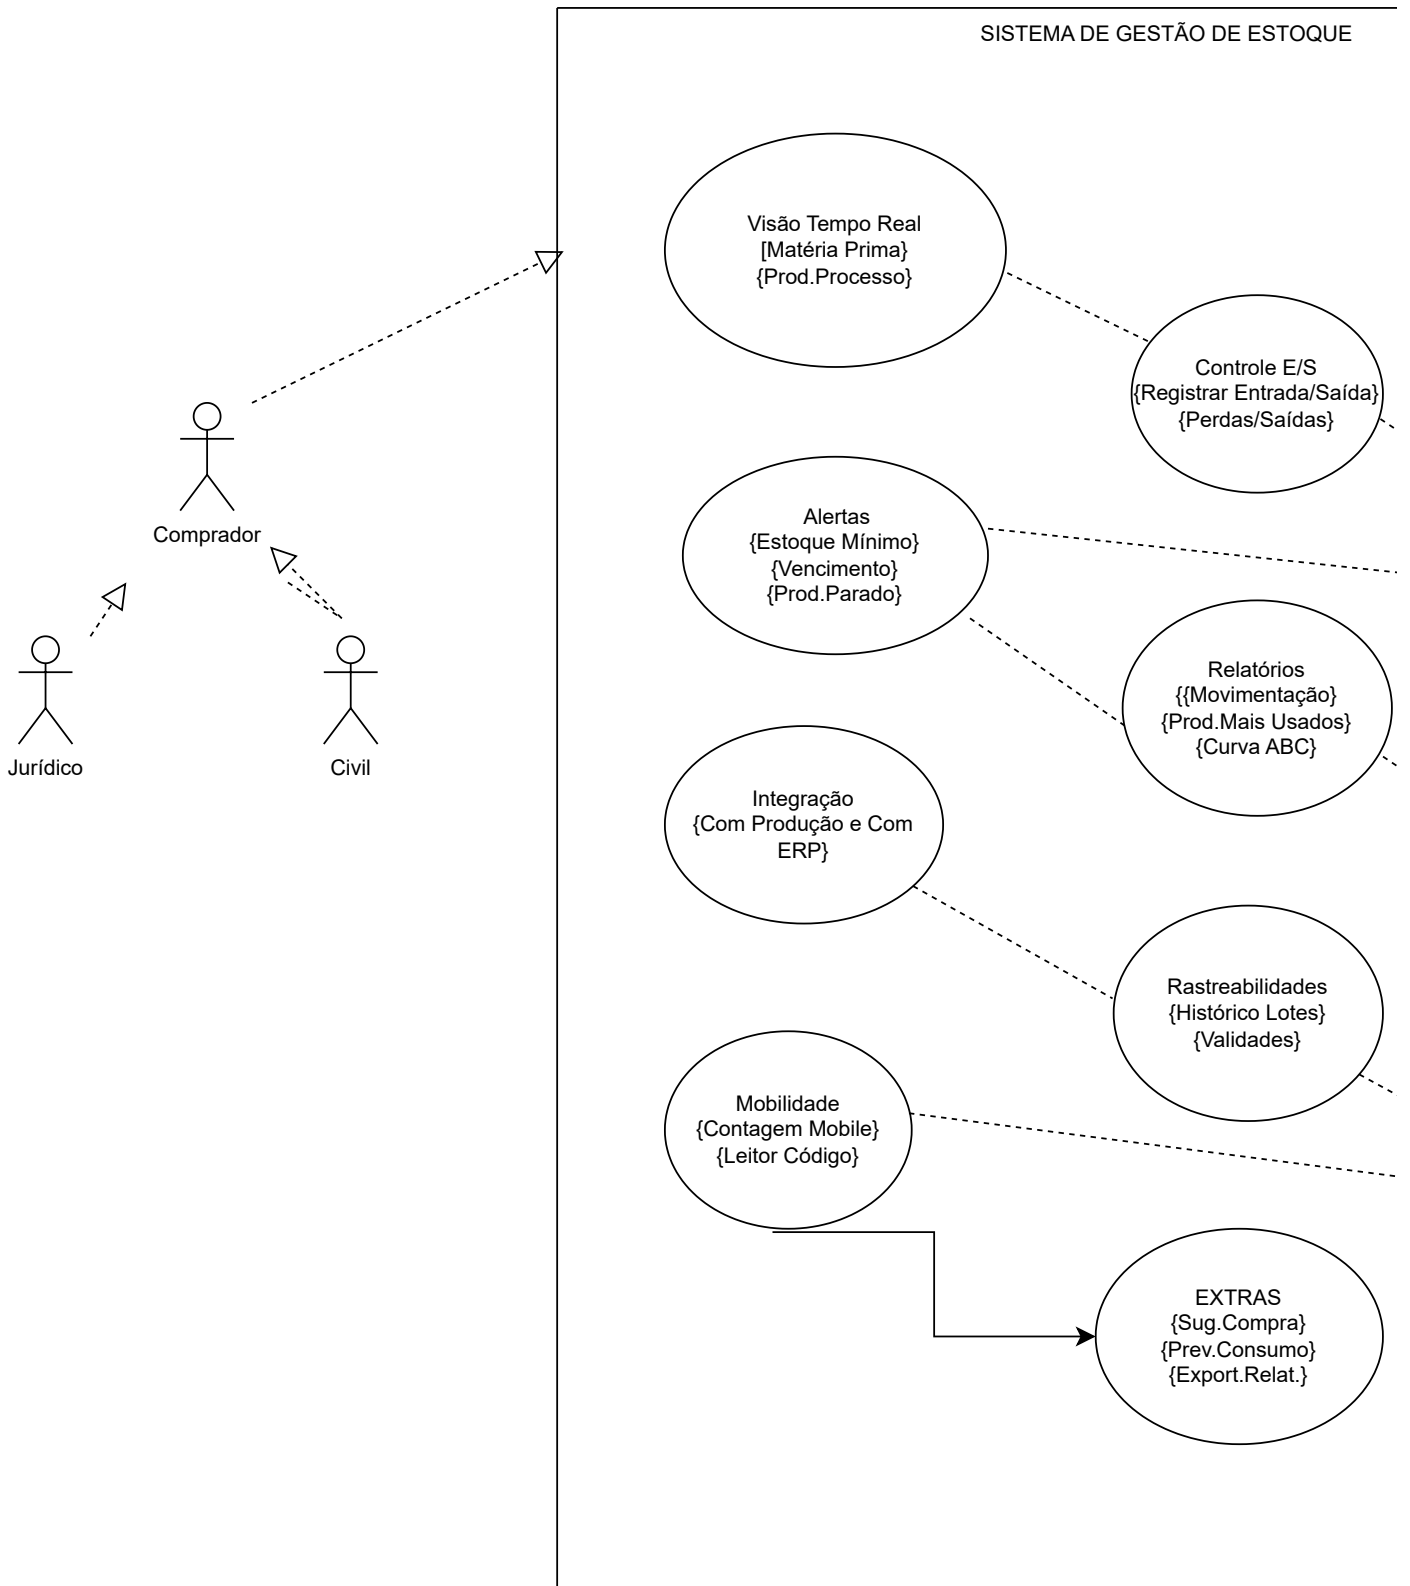 SISTEMA DE GESTÃO DE ESTOQUE
Visão Tempo Real
[Matéria Prima}
{Prod.Processo}
Controle E/S
{Registrar Entrada/Saída}
{Perdas/Saídas}
Comprador
Alertas
{Estoque Mínimo}
{Vencimento}
{Prod.Parado}
Jurídico
Civil
Relatórios
{{Movimentação}
{Prod.Mais Usados}
{Curva ABC}
Integração
{Com Produção e Com
ERP}
Rastreabilidades
{Histórico Lotes}
{Validades}
Mobilidade
{Contagem Mobile}
{Leitor Código}
EXTRAS
{Sug.Compra}
{Prev.Consumo}
{Export.Relat.}